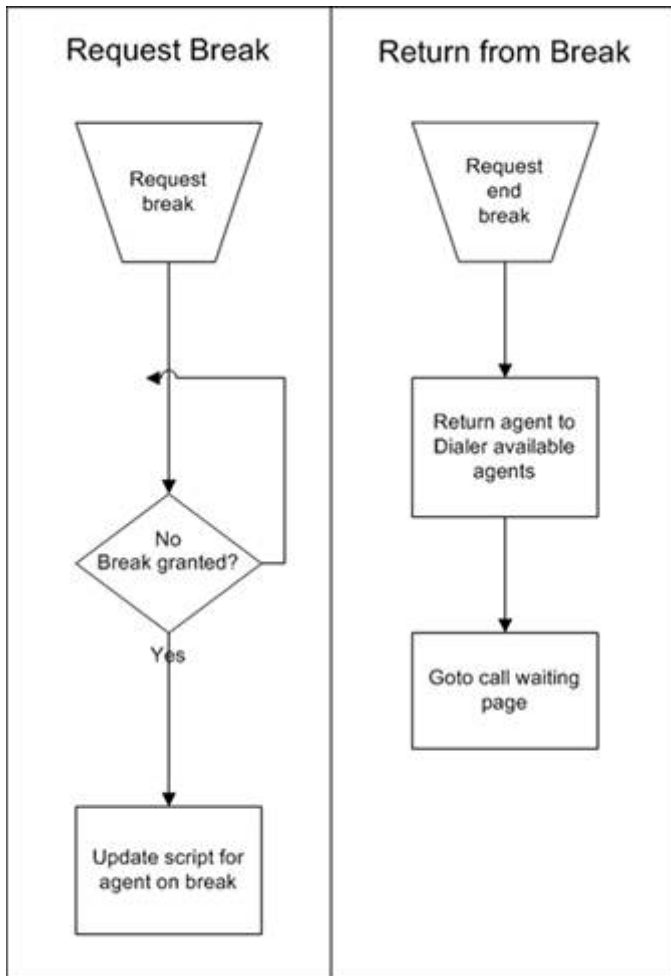 Request Break
Request
break
No
Break granted?
Yes
Update script for
agent on break
Return from Break
Request
end
break
Return agent to
Dialer available
agents
Goto call waiting
page